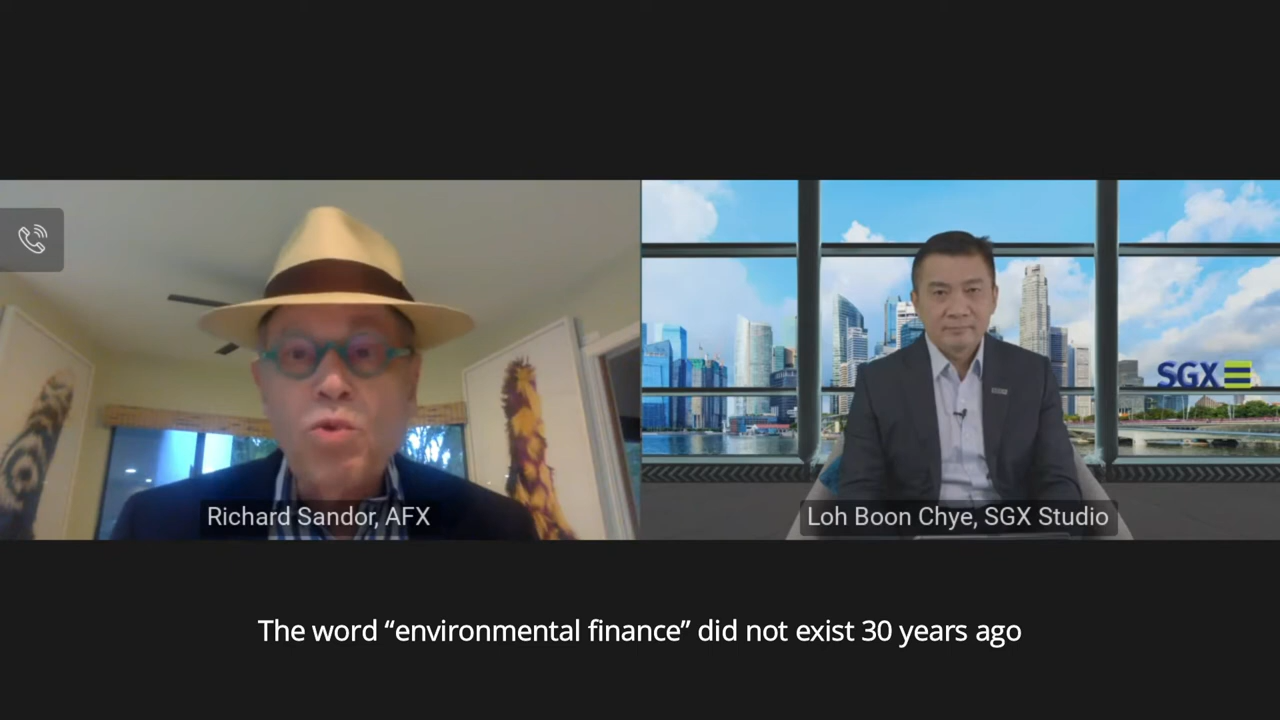 SGX
Richard Sandor, AFX
Loh Boon Chye, SGX Studio
The word “environmental finance” did not exist 30 years ago